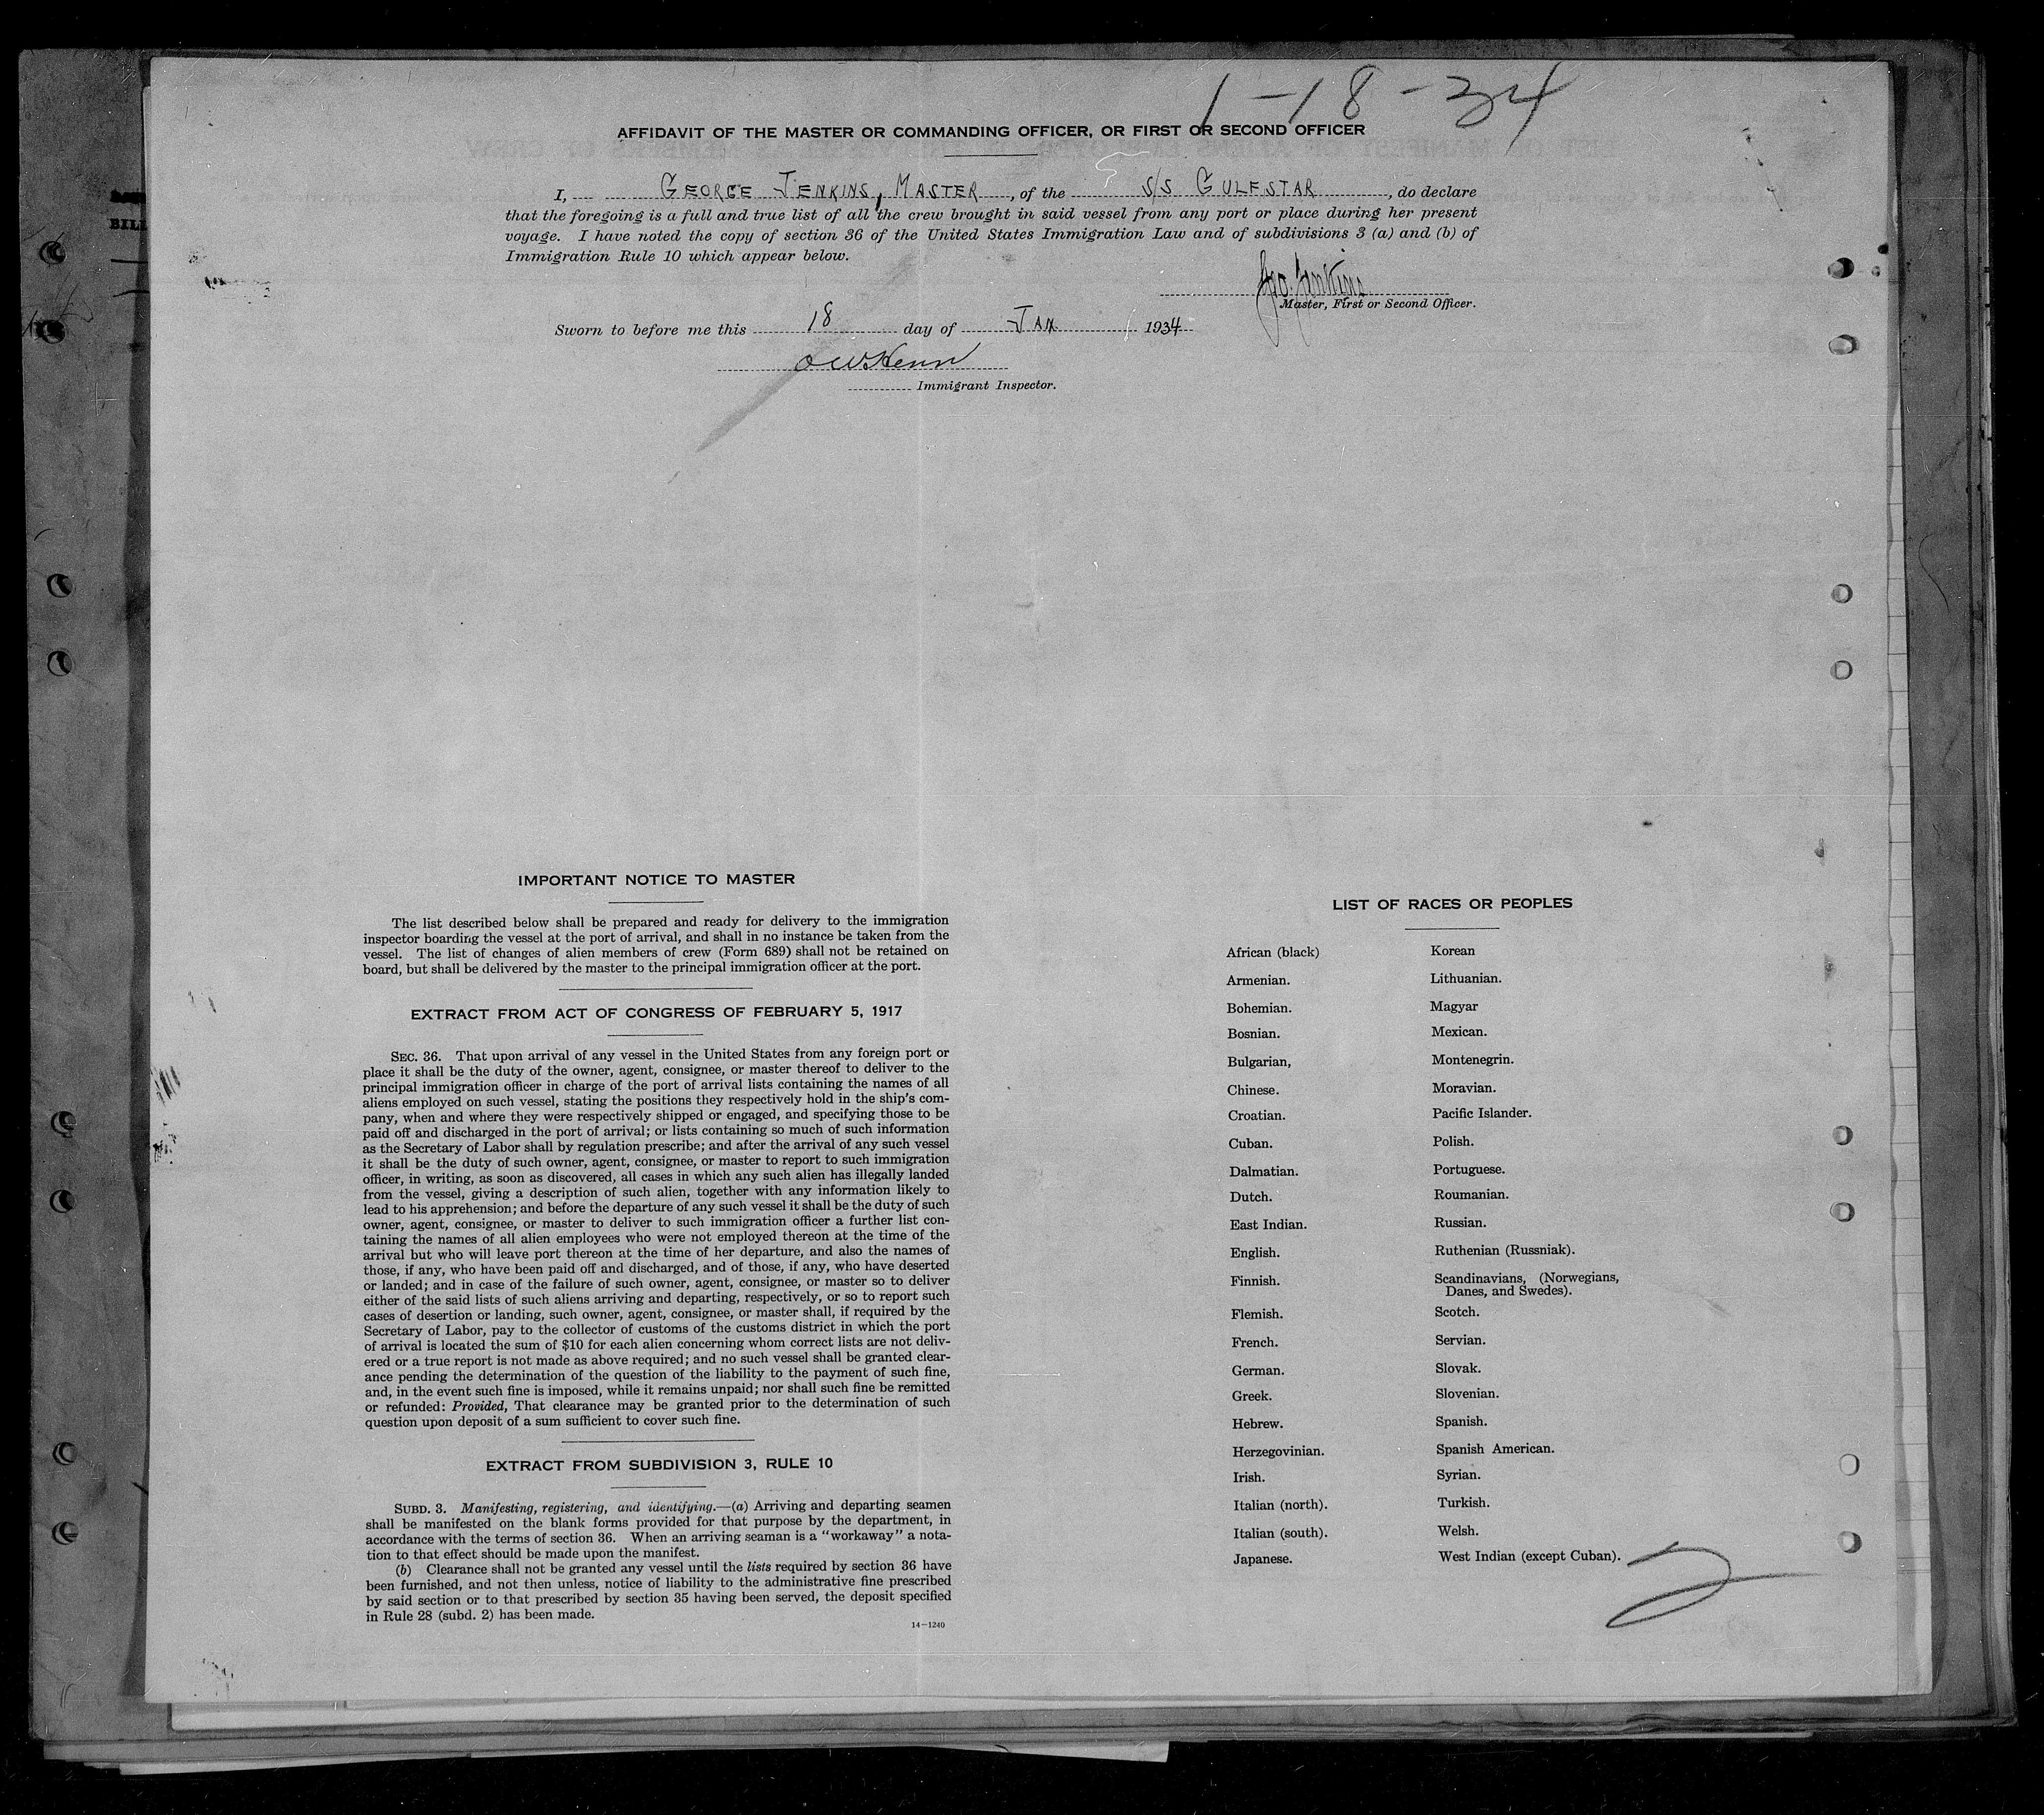 1-18-34
AFFIDAVIT OF THE MASTER OR COMMANDING OFFICER, OR FIRST OR SECOND OFFICER
I, GEORGE JENKINS, MASTER, of the S/S GULFSTAR, do declare
that the foregoing is a full and true list of all the crew brought in said vessel from any port or place during her present
voyage. I have noted the copy of section 36 of the United States Immigration Law and of subdivisions 3 (a) and (b) of
Immigration Rule 10 which appear below.
Geo. Jenkins
Master, First or Second Officer.
Sworn to before me this 18 day of JAN. 1934
Immigrant Inspector.
BILL
IMPORTANT NOTICE TO MASTER
The list described below shall be prepared and ready for delivery to the immigration
inspector boarding the vessel at the port of arrival, and shall in no instance be taken from the
vessel. The list of changes of alien members of crew (Form 689) shall not be retained on
board, but shall be delivered by the master to the principal immigration officer at the port.
EXTRACT FROM ACT OF CONGRESS OF FEBRUARY 5, 1917
SEC. 36. That upon arrival of any vessel in the United States from any foreign port or
place it shall be the duty of the owner, agent, consignee, or master thereof to deliver to the
principal immigration officer in charge of the port of arrival lists containing the names of all
aliens employed on such vessel, stating the positions they respectively hold in the ship's com-
pany, when and where they were respectively shipped or engaged, and specifying those to be
paid off and discharged in the port of arrival; or lists containing so much of such information
as the Secretary of Labor shall by regulation prescribe; and after the arrival of any such vessel
it shall be the duty of such owner, agent, consignee, or master to report to such immigration
officer, in writing, as soon as discovered, all cases in which any such alien has illegally landed
from the vessel, giving a description of such alien, together with any information likely to
lead to his apprehension; and before the departure of any such vessel it shall be the duty of such
owner, agent, consignee, or master to deliver to such immigration officer a further list con-
taining the names of all alien employees who were not employed thereon at the time of the
arrival but who will leave port thereon at the time of her departure, and also the names of
those, if any, who have been paid off and discharged, and of those, if any, who have deserted
or landed; and in case of the failure of such owner, agent, consignee, or master so to deliver
either of the said lists of such aliens arriving and departing, respectively, or so to report such
cases of desertion or landing, such owner, agent, consignee, or master shall, if required by the
Secretary of Labor, pay to the collector of customs of the customs district in which the port
of arrival is located the sum of $10 for each alien concerning whom correct lists are not deliv-
ered or a true report is not made as above required; and no such vessel shall be granted clear-
ance pending the determination of the question of the liability to the payment of such fine,
and, in the event such fine is imposed, while it remains unpaid; nor shall such fine be remitted
or refunded: Provided, That clearance may be granted prior to the determination of such
question upon deposit of a sum sufficient to cover such fine.
EXTRACT FROM SUBDIVISION 3, RULE 10
SUBD. 3. Manifesting, registering, and identifying.—(a) Arriving and departing seamen
shall be manifested on the blank forms provided for that purpose by the department, in
accordance with the terms of section 36. When an arriving seaman is a "workaway" a nota-
tion to that effect should be made upon the manifest.
(b) Clearance shall not be granted any vessel until the lists required by section 36 have
been furnished, and not then unless, notice of liability to the administrative fine prescribed
by said section or to that prescribed by section 35 having been served, the deposit specified
in Rule 28 (subd. 2) has been made.
14—1240
LIST OF RACES OR PEOPLES
African (black)
Armenian.
Bohemian.
Bosnian.
Bulgarian,
Chinese.
Croatian.
Cuban.
Dalmatian.
Dutch.
East Indian.
English.
Finnish.
Flemish.
French.
German.
Greek.
Hebrew.
Herzegovinian.
Irish.
Italian (north).
Italian (south).
Japanese.
Korean
Lithuanian.
Magyar
Mexican.
Montenegrin.
Moravian.
Pacific Islander.
Polish.
Portuguese.
Roumanian.
Russian.
Ruthenian (Russniak).
Scandinavians, (Norwegians,
Danes, and Swedes).
Scotch.
Servian.
Slovak.
Slovenian.
Spanish.
Spanish American.
Syrian.
Turkish.
Welsh.
West Indian (except Cuban).